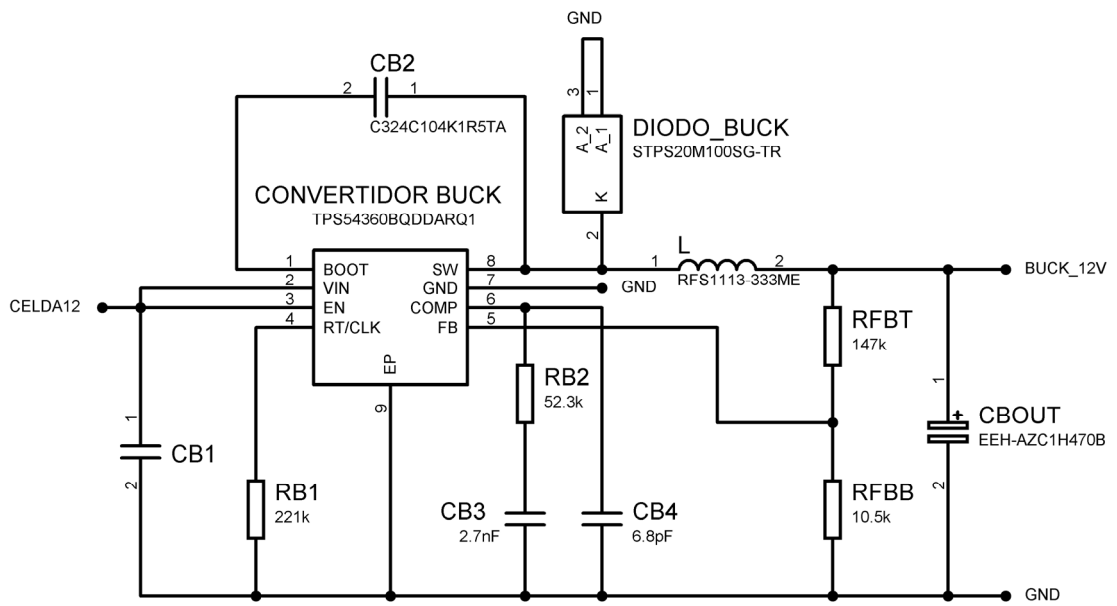 GND
CB2
2
1
C324C104K1R5TA
3
1
A_2
A_1
K
2
DIODO_BUCK
STPS20M100SG-TR
CONVERTIDOR BUCK
TPS54360BQDDARQ1
1
BOOT
SW
8
2
VIN
GND
7
GND
3
EN
COMP
6
4
RT/CLK
FB
5
EP
9
CELDA12
L
1
2
RFS1113-333ME
BUCK_12V
RFBT
147k
RB2
52.3k
1
CB1
2
RB1
221k
CB3
2.7nF
CB4
6.8pF
RFBB
10.5k
1
+
CBOUT
EEH-AZC1H470B
2
GND